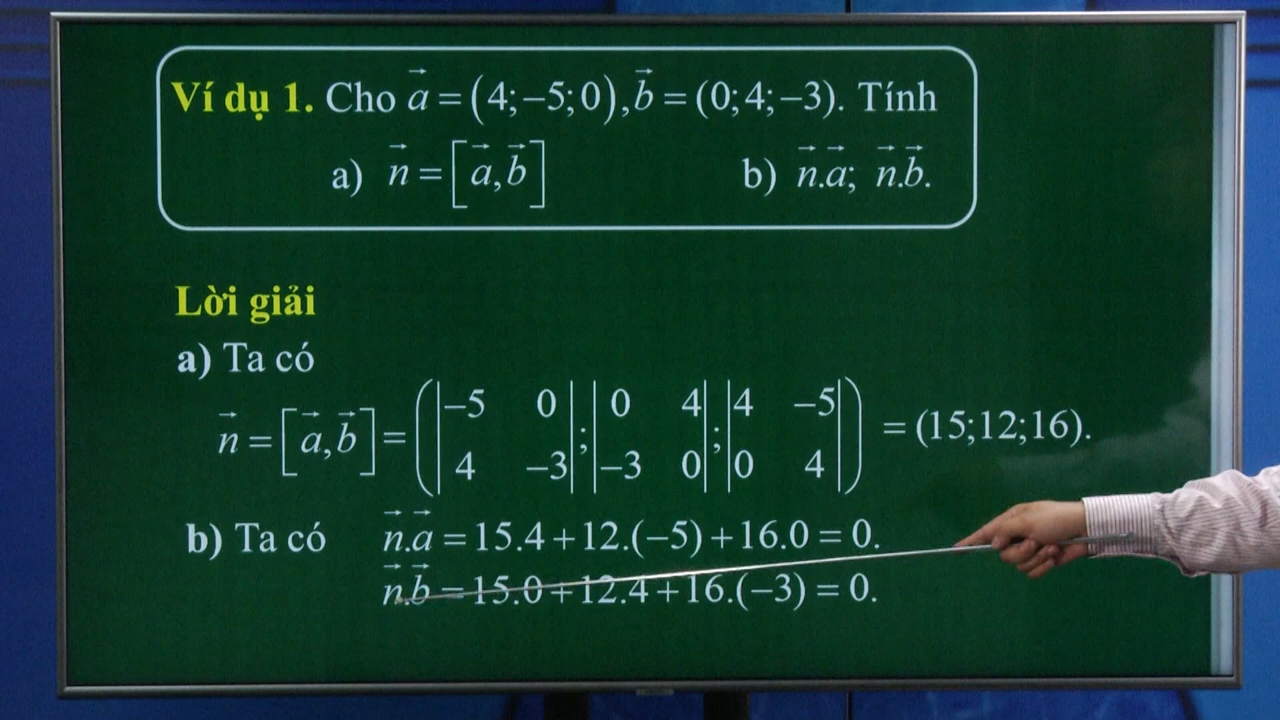 Ví dụ 1. Cho a⃗ = (4;−5;0), b⃗ = (0;4;−3). Tính
a) n⃗ = [a⃗,b⃗] b) n⃗.a⃗; n⃗.b⃗.
Lời giải
a) Ta có
n⃗ = [a⃗,b⃗] = (|−5 0; 4 −3|; |0 4; −3 0|; |4 −5; 0 4|) = (15;12;16).
b) Ta có n⃗.a⃗ = 15.4 + 12.(−5) + 16.0 = 0.
n⃗.b⃗ = 15.0 + 12.4 + 16.(−3) = 0.